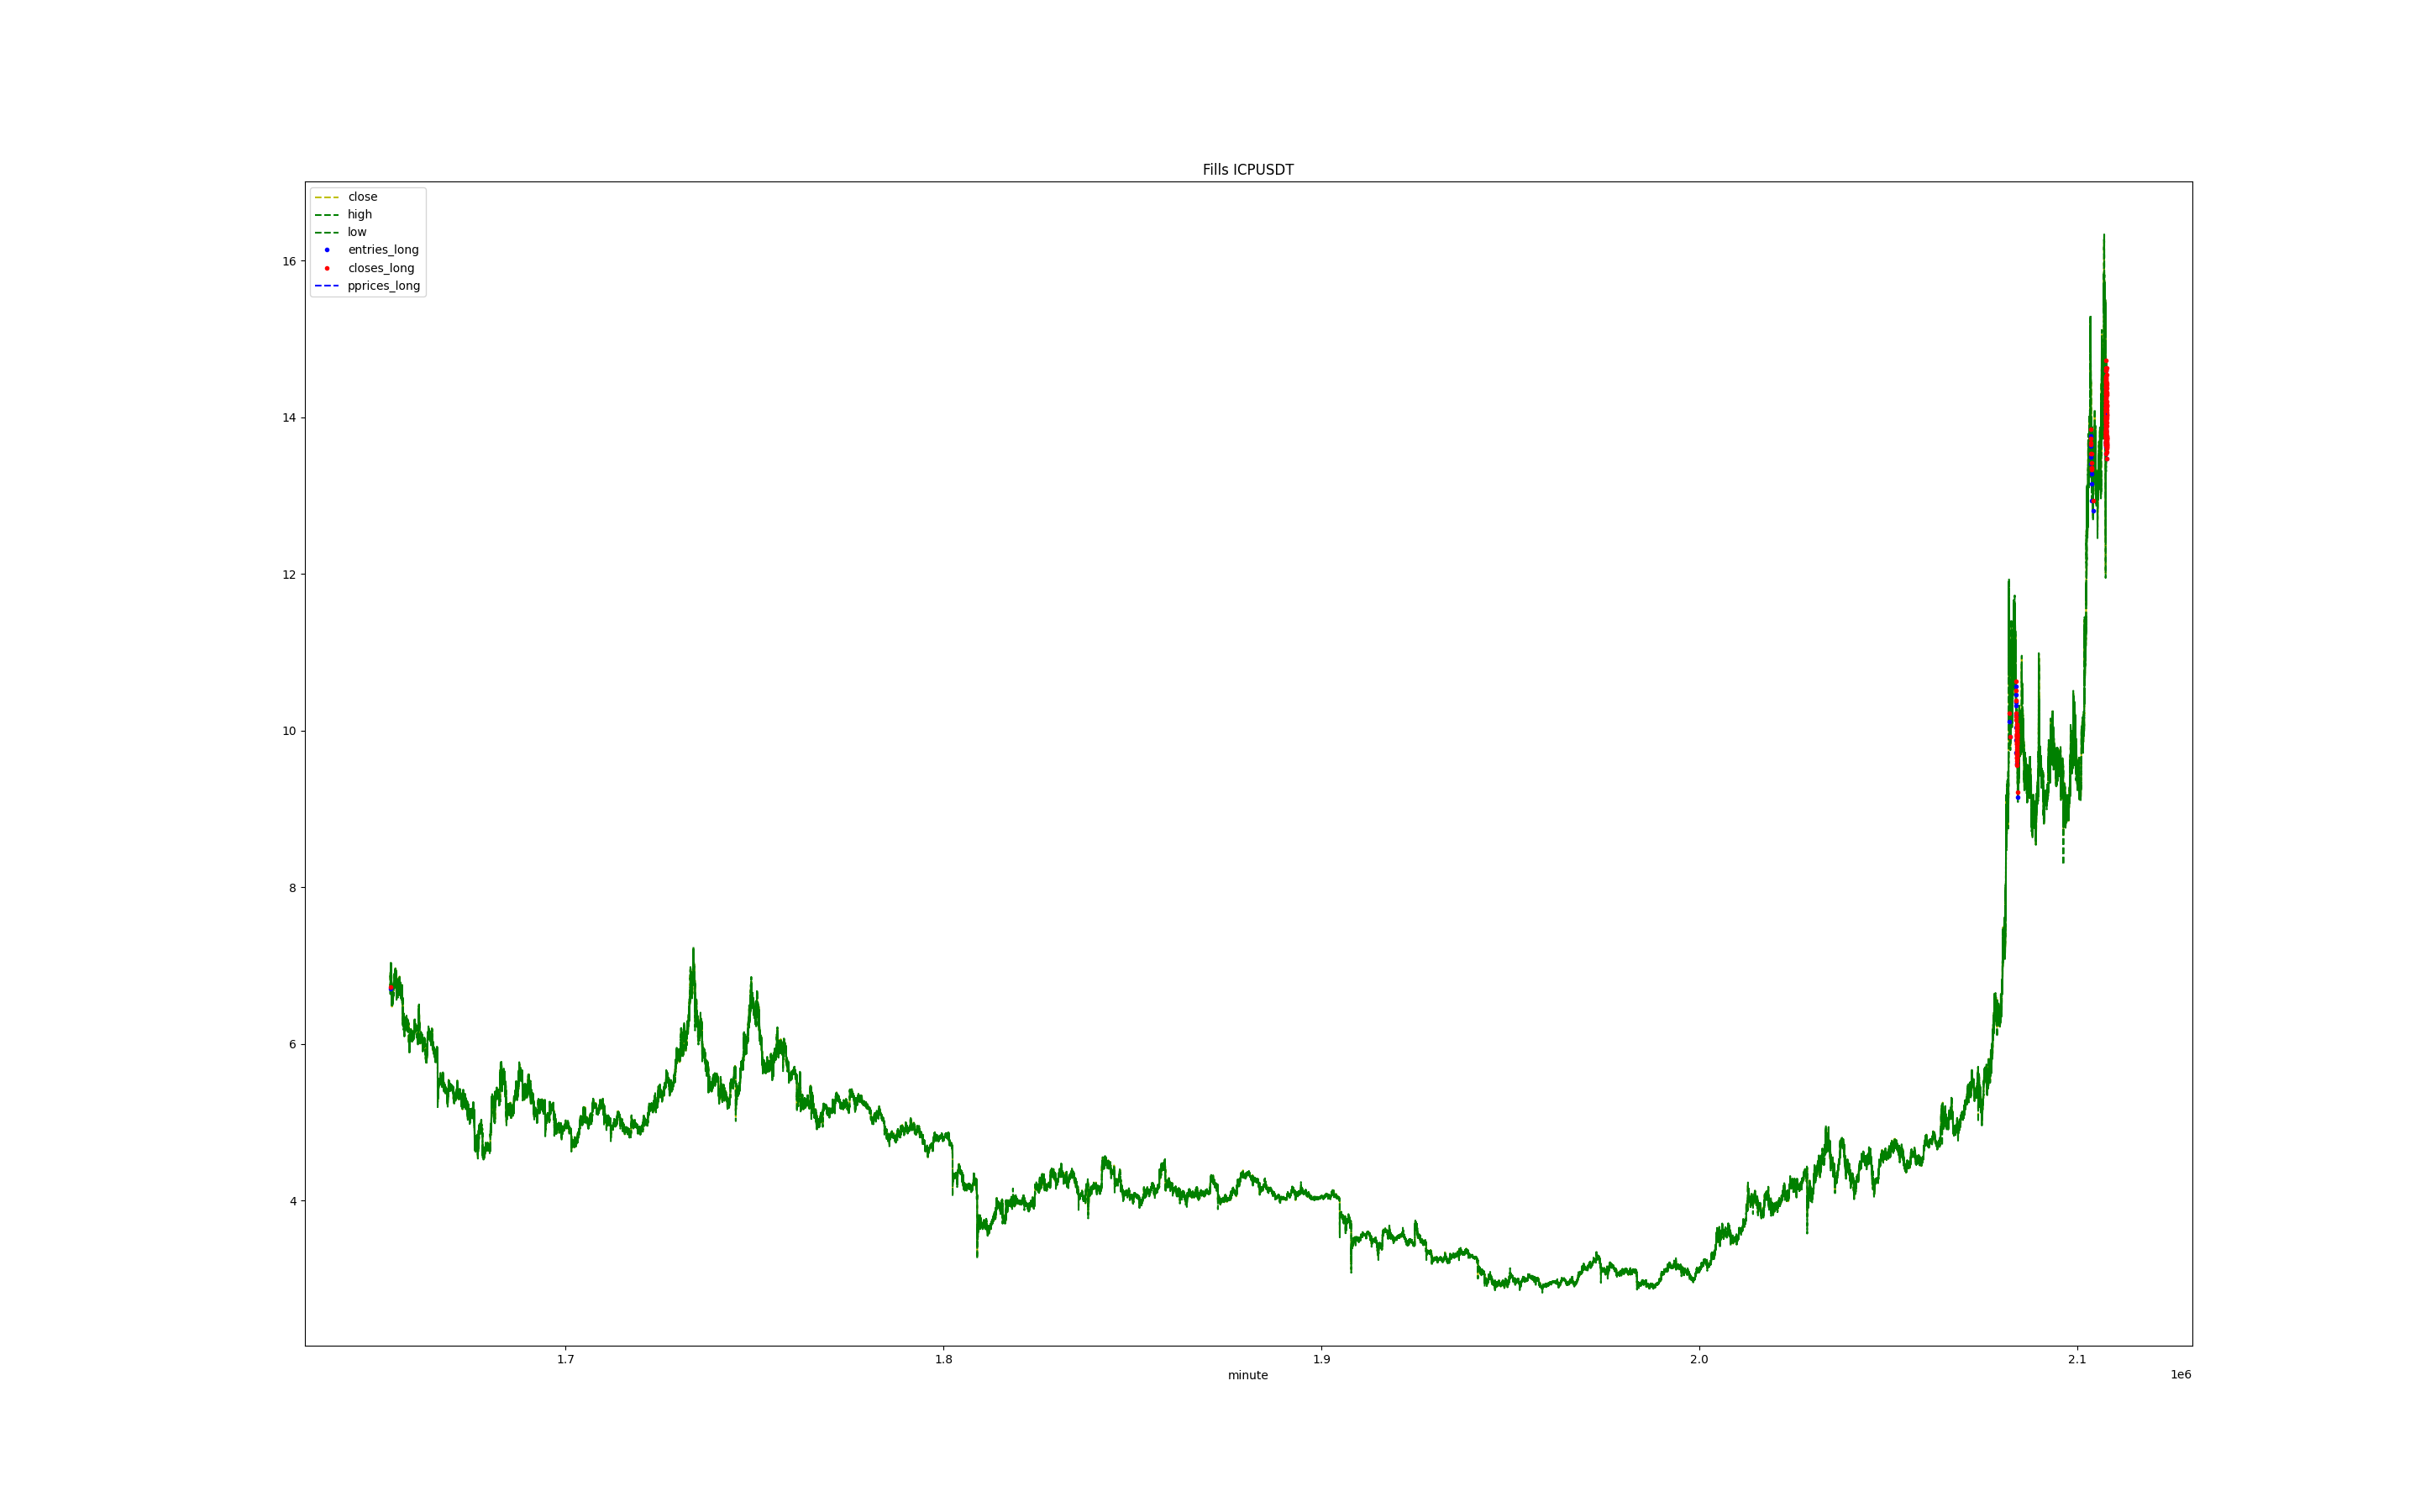 Fills ICPUSDT
close
high
low
entries_long
closes_long
pprices_long
16
14
12
10
8
6
4
1.7 1.8 1.9 2.0 2.1
minute 1e6